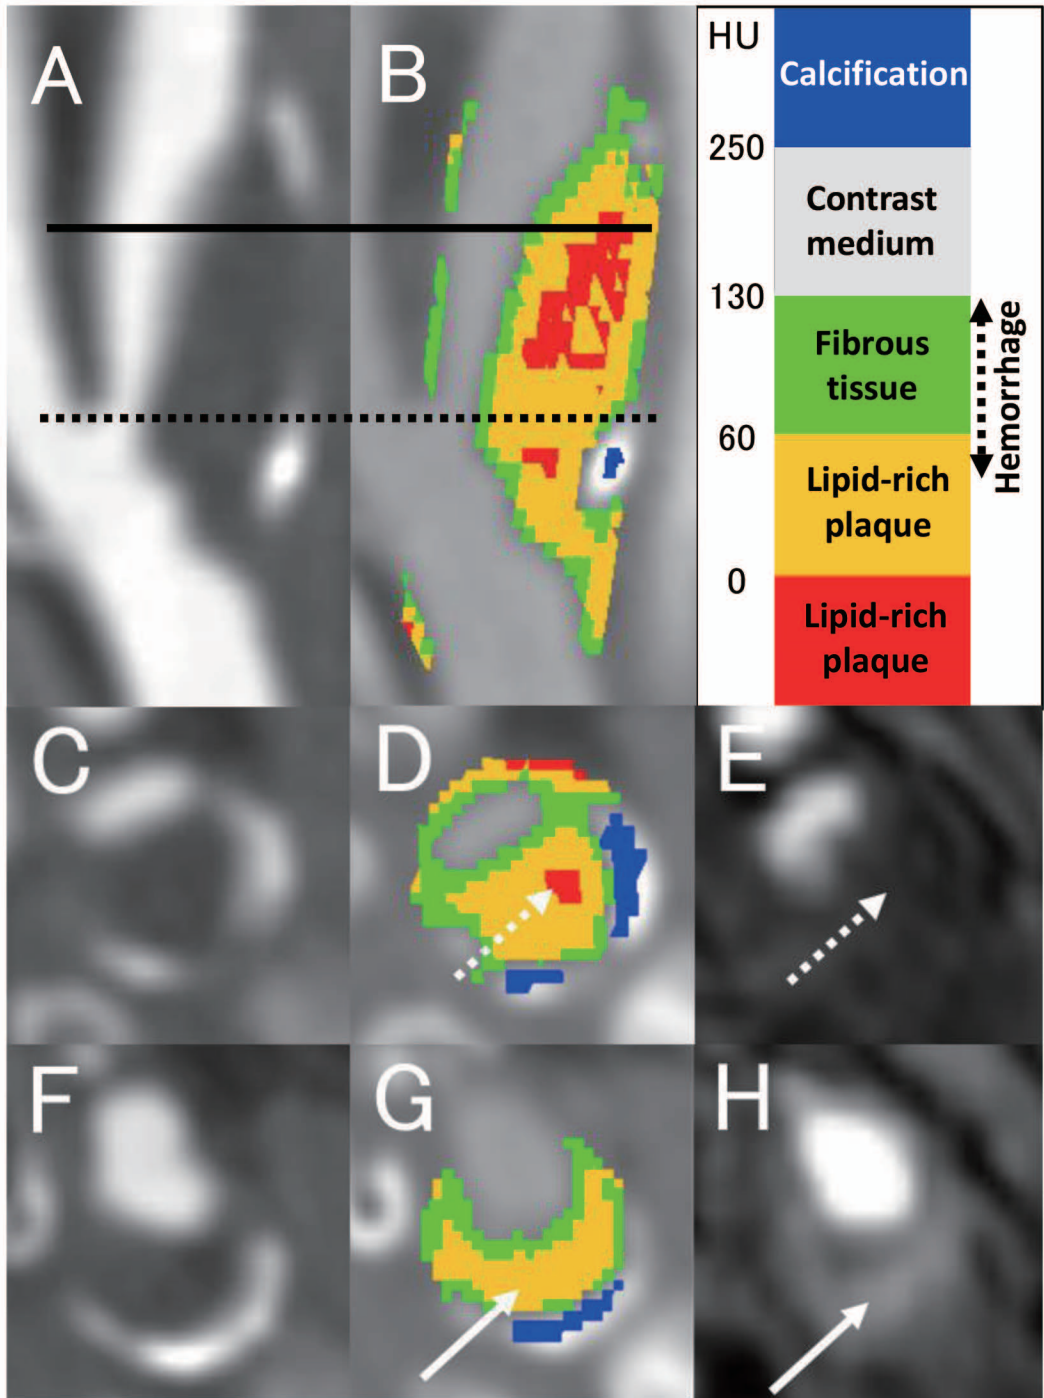 A
B
HU
Calcification
250
Contrast
medium
130
Fibrous
tissue
Hemorrhage
60
Lipid-rich
plaque
0
Lipid-rich
plaque
C
D
E
F
G
H